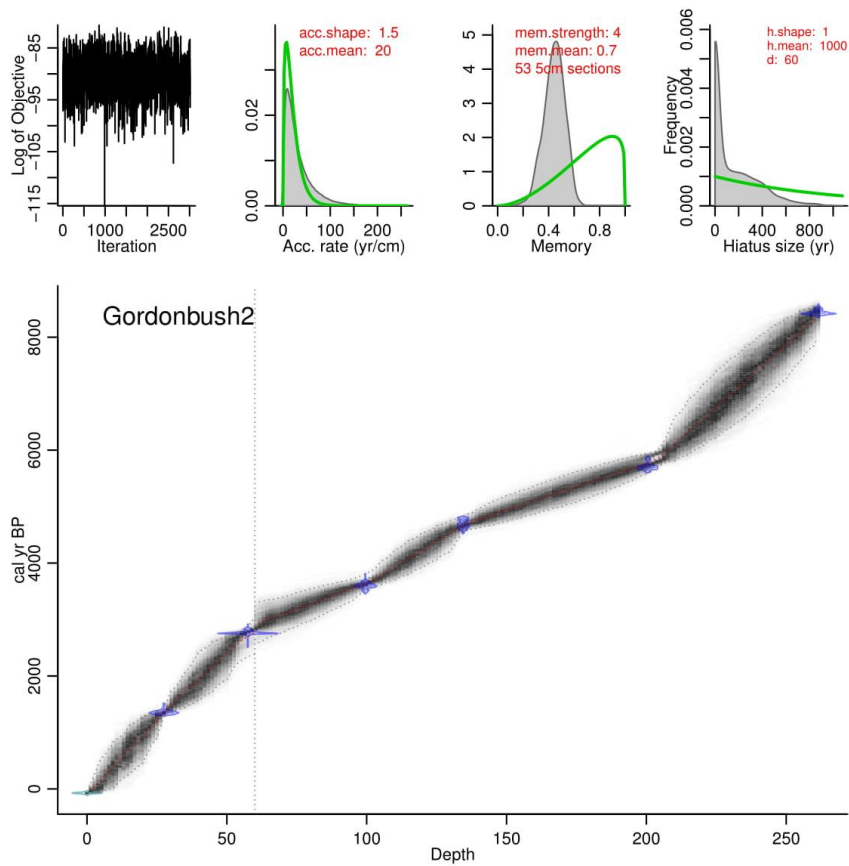 Log of Objective
-85
-95
-105
-115
0 1000 2500
Iteration
acc.shape: 1.5
acc.mean: 20
0.00 0.02
0 100 200
Acc. rate (yr/cm)
mem.strength: 4
mem.mean: 0.7
53 5cm sections
0 1 2 3 4 5
0.0 0.4 0.8
Memory
h.shape: 1
h.mean: 1000
d: 60
Frequency
0.000 0.002 0.004 0.006
0 400 800
Hiatus size (yr)
Gordonbush2
cal yr BP
0 2000 4000 6000 8000
0 50 100 150 200 250
Depth